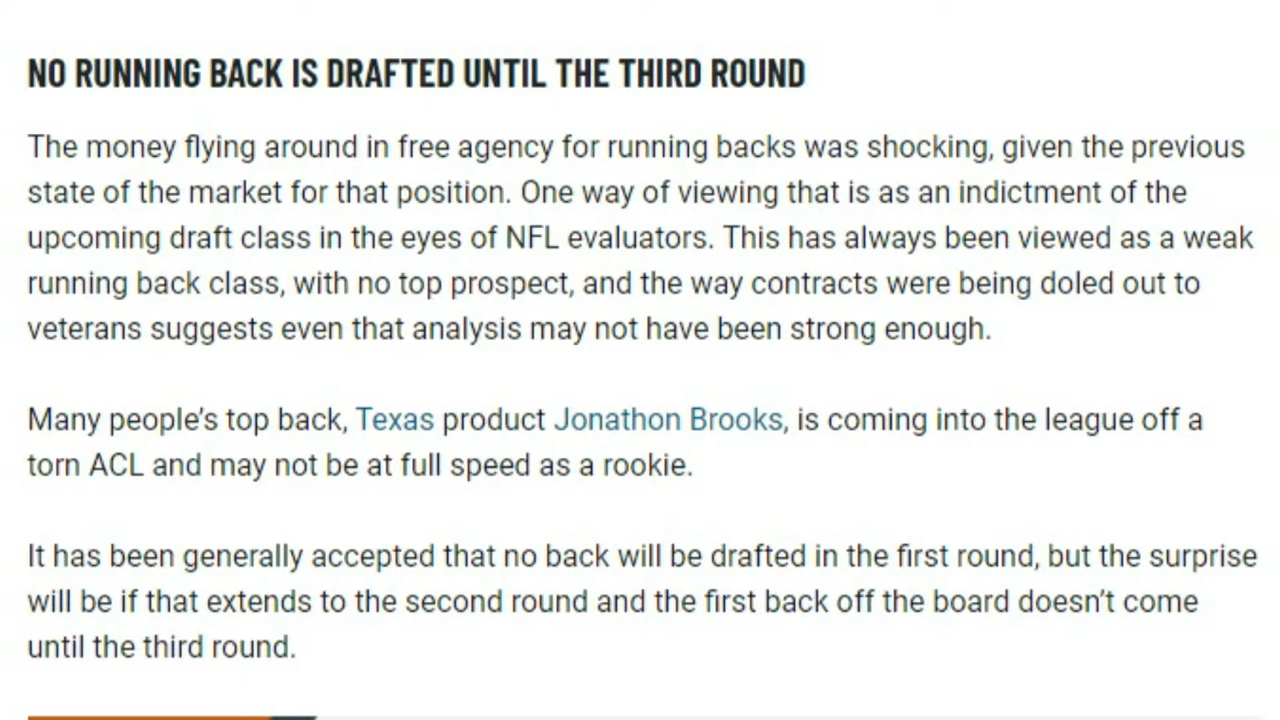 NO RUNNING BACK IS DRAFTED UNTIL THE THIRD ROUND
The money flying around in free agency for running backs was shocking, given the previous
state of the market for that position. One way of viewing that is as an indictment of the
upcoming draft class in the eyes of NFL evaluators. This has always been viewed as a weak
running back class, with no top prospect, and the way contracts were being doled out to
veterans suggests even that analysis may not have been strong enough.
Many people’s top back, Texas product Jonathon Brooks, is coming into the league off a
torn ACL and may not be at full speed as a rookie.
It has been generally accepted that no back will be drafted in the first round, but the surprise
will be if that extends to the second round and the first back off the board doesn’t come
until the third round.